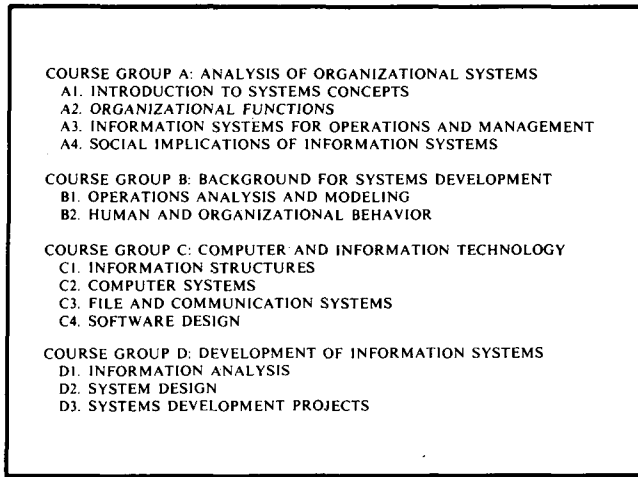 COURSE GROUP A: ANALYSIS OF ORGANIZATIONAL SYSTEMS
A1. INTRODUCTION TO SYSTEMS CONCEPTS
A2. ORGANIZATIONAL FUNCTIONS
A3. INFORMATION SYSTEMS FOR OPERATIONS AND MANAGEMENT
A4. SOCIAL IMPLICATIONS OF INFORMATION SYSTEMS
COURSE GROUP B: BACKGROUND FOR SYSTEMS DEVELOPMENT
B1. OPERATIONS ANALYSIS AND MODELING
B2. HUMAN AND ORGANIZATIONAL BEHAVIOR
COURSE GROUP C: COMPUTER AND INFORMATION TECHNOLOGY
C1. INFORMATION STRUCTURES
C2. COMPUTER SYSTEMS
C3. FILE AND COMMUNICATION SYSTEMS
C4. SOFTWARE DESIGN
COURSE GROUP D: DEVELOPMENT OF INFORMATION SYSTEMS
D1. INFORMATION ANALYSIS
D2. SYSTEM DESIGN
D3. SYSTEMS DEVELOPMENT PROJECTS